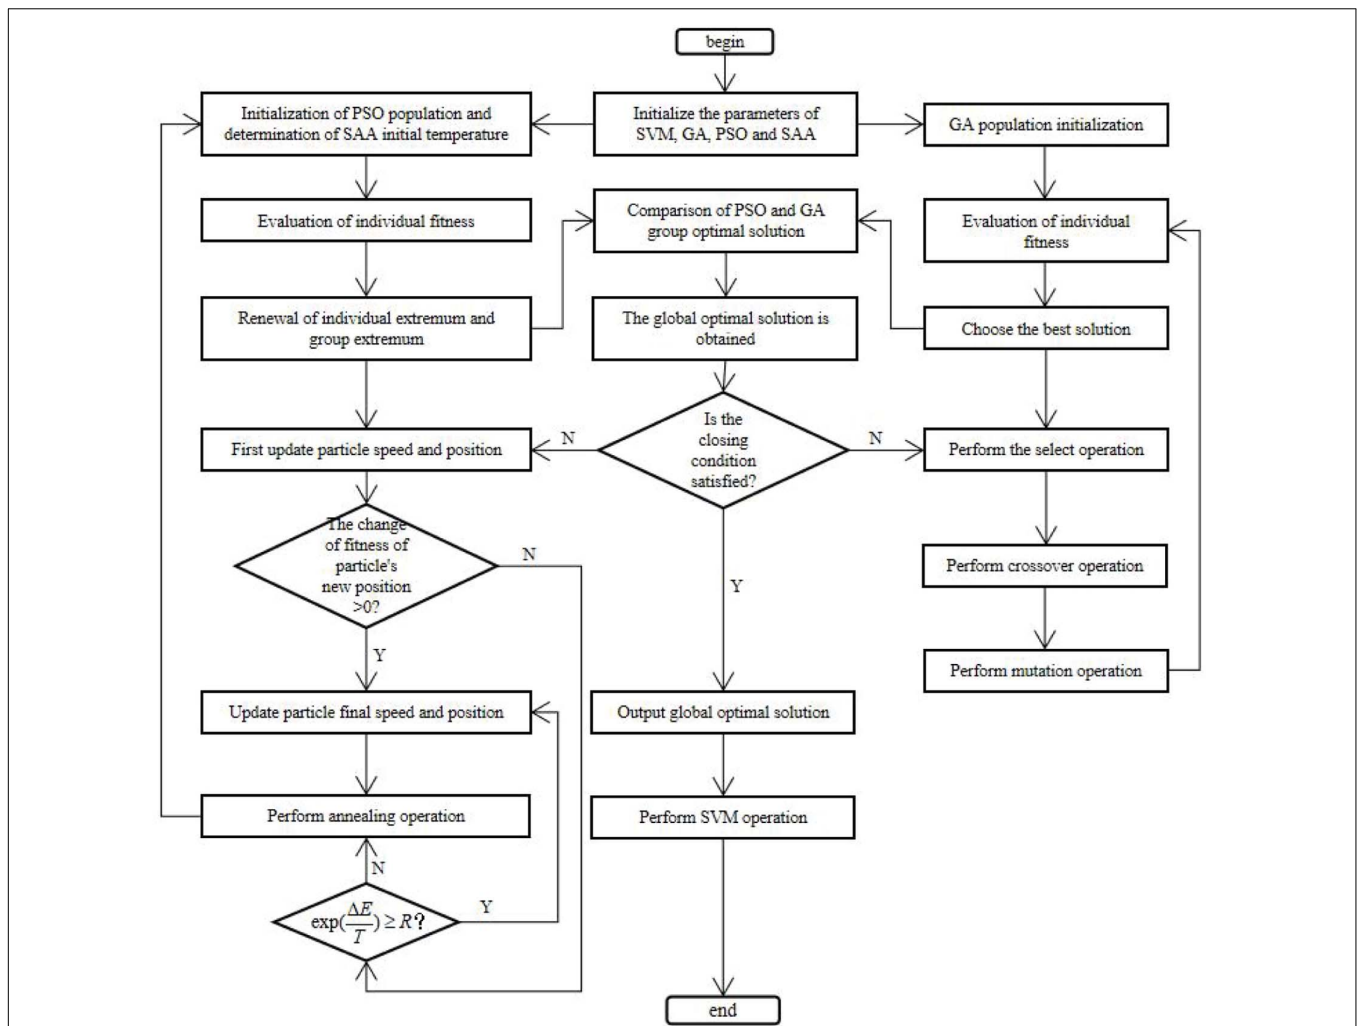 begin
Initialization of PSO population and
determination of SAA initial temperature
Initialize the parameters of
SVM, GA, PSO and SAA
GA population initialization
Evaluation of individual fitness
Comparison of PSO and GA
group optimal solution
Evaluation of individual
fitness
Renewal of individual extremum and
group extremum
The global optimal solution is
obtained
Choose the best solution
First update particle speed and position
N
Is the
closing
condition
satisfied?
N
Perform the select operation
The change
of fitness of
particle's
new position
>0?
N
Y
Perform crossover operation
Y
Perform mutation operation
Update particle final speed and position
Output global optimal solution
Perform annealing operation
Perform SVM operation
N
exp(ΔE/T) ≥ R?
Y
end